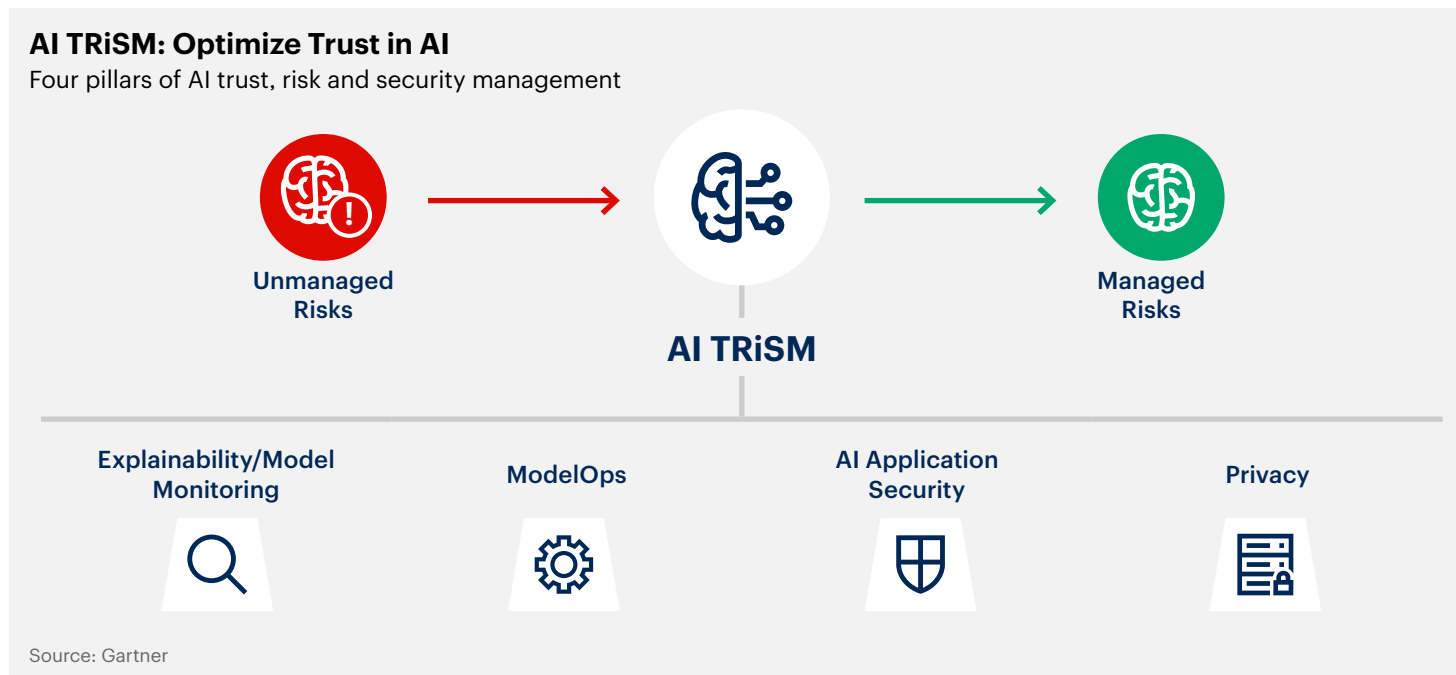 AI TRiSM: Optimize Trust in AI
Four pillars of AI trust, risk and security management
Unmanaged
Risks
Managed
Risks
AI TRiSM
Explainability/Model
Monitoring
ModelOps
AI Application
Security
Privacy
Source: Gartner